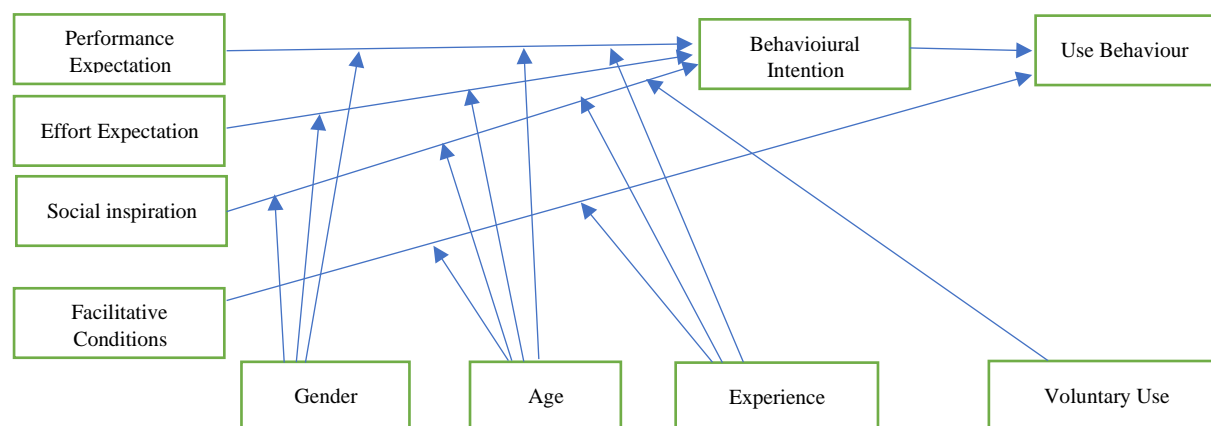 Performance
Expectation
Behavioiural
Intention
Use Behaviour
Effort Expectation
Social inspiration
Facilitative
Conditions
Gender
Age
Experience
Voluntary Use